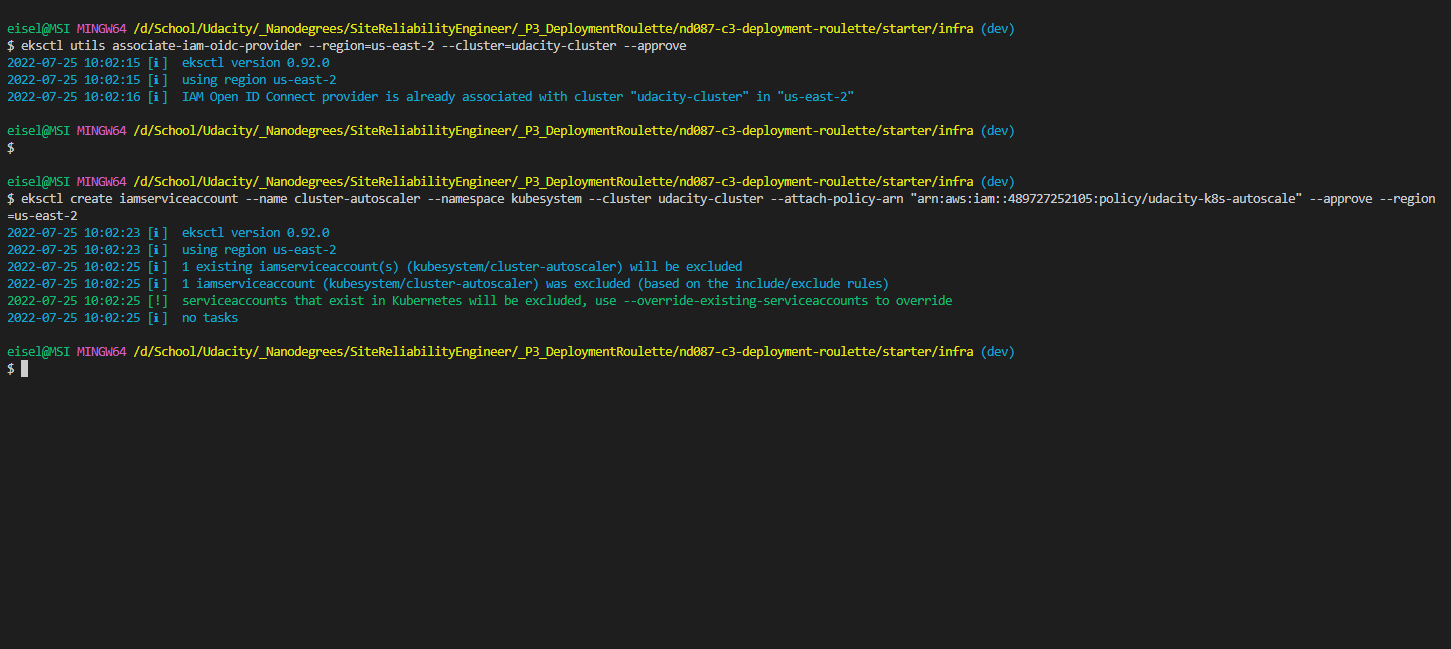 eisel@MSI MINGW64 /d/School/Udacity/_Nanodegrees/SiteReliabilityEngineer/_P3_DeploymentRoulette/nd087-c3-deployment-roulette/starter/infra (dev)
$ eksctl utils associate-iam-oidc-provider --region=us-east-2 --cluster=udacity-cluster --approve
2022-07-25 10:02:15 [ℹ]  eksctl version 0.92.0
2022-07-25 10:02:15 [ℹ]  using region us-east-2
2022-07-25 10:02:16 [ℹ]  IAM Open ID Connect provider is already associated with cluster "udacity-cluster" in "us-east-2"
eisel@MSI MINGW64 /d/School/Udacity/_Nanodegrees/SiteReliabilityEngineer/_P3_DeploymentRoulette/nd087-c3-deployment-roulette/starter/infra (dev)
$
eisel@MSI MINGW64 /d/School/Udacity/_Nanodegrees/SiteReliabilityEngineer/_P3_DeploymentRoulette/nd087-c3-deployment-roulette/starter/infra (dev)
$ eksctl create iamserviceaccount --name cluster-autoscaler --namespace kubesystem --cluster udacity-cluster --attach-policy-arn "arn:aws:iam::489727252105:policy/udacity-k8s-autoscale" --approve --region
=us-east-2
2022-07-25 10:02:23 [ℹ]  eksctl version 0.92.0
2022-07-25 10:02:23 [ℹ]  using region us-east-2
2022-07-25 10:02:25 [ℹ]  1 existing iamserviceaccount(s) (kubesystem/cluster-autoscaler) will be excluded
2022-07-25 10:02:25 [ℹ]  1 iamserviceaccount (kubesystem/cluster-autoscaler) was excluded (based on the include/exclude rules)
2022-07-25 10:02:25 [!]  serviceaccounts that exist in Kubernetes will be excluded, use --override-existing-serviceaccounts to override
2022-07-25 10:02:25 [ℹ]  no tasks
eisel@MSI MINGW64 /d/School/Udacity/_Nanodegrees/SiteReliabilityEngineer/_P3_DeploymentRoulette/nd087-c3-deployment-roulette/starter/infra (dev)
$